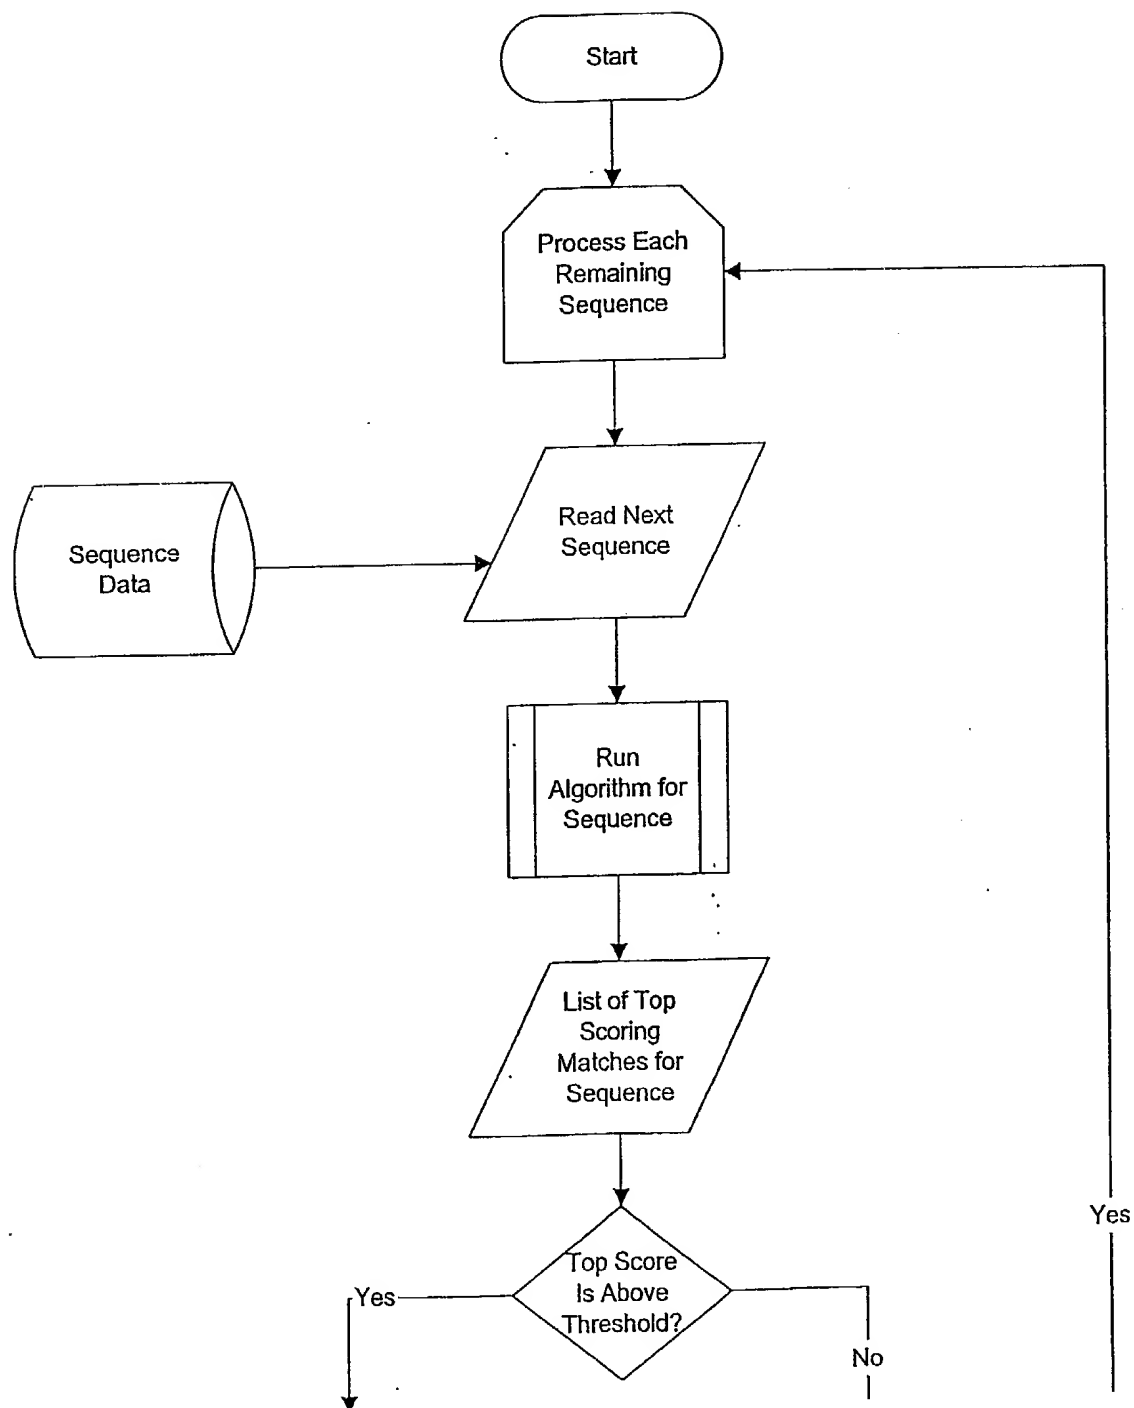 Start
Process Each
Remaining
Sequence
Read Next
Sequence
Sequence
Data
Run
Algorithm for
Sequence
List of Top
Scoring
Matches for
Sequence
Yes
Top Score
Is Above
Threshold?
Yes
No